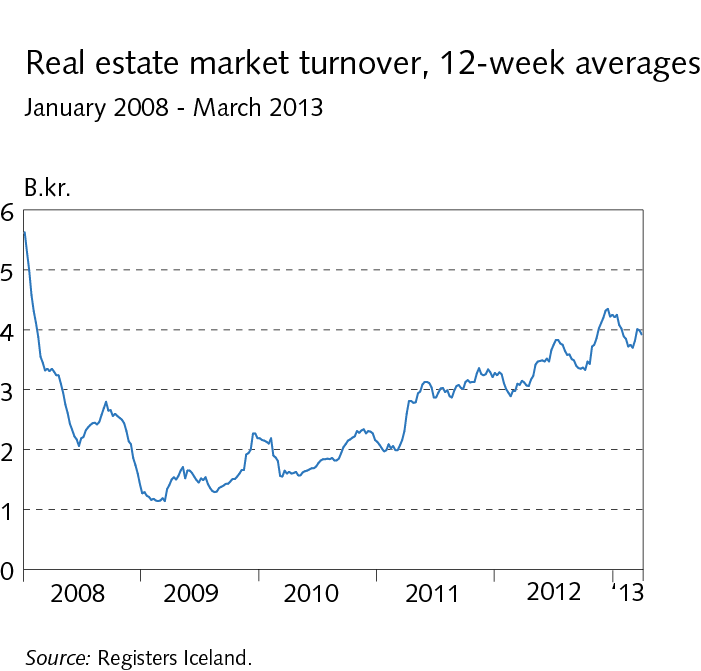 Real estate market turnover, 12-week averages
January 2008 - March 2013
B.kr.
6
5
4
3
2
1
0
2008 2009 2010 2011 2012 ‘13
Source: Registers Iceland.